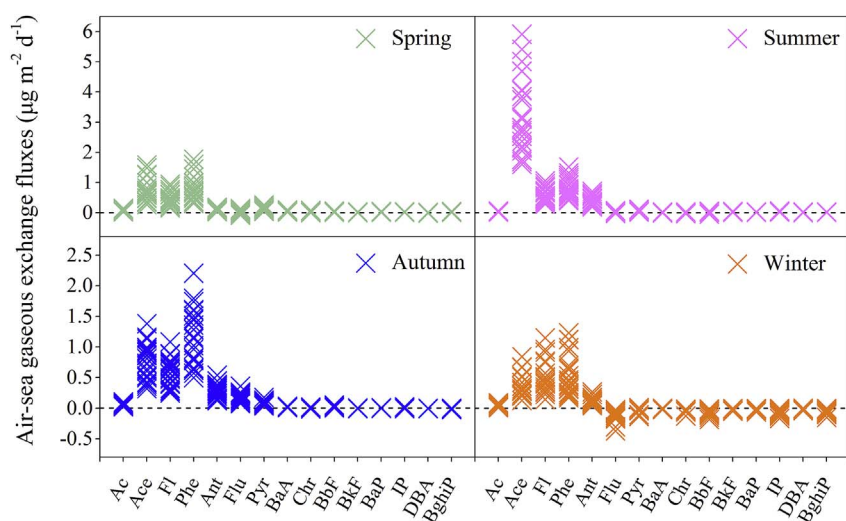 Air-sea gaseous exchange fluxes (μg m⁻² d⁻¹)
Spring
Summer
6
5
4
3
2
1
0
Autumn
Winter
2.5
2.0
1.5
1.0
0.5
0.0
-0.5
Ac Ace Fl Phe Ant Flu Pyr BaA Chr BbF BkF BaP IP DBA BghiP
Ac Ace Fl Phe Ant Flu Pyr BaA Chr BbF BkF BaP IP DBA BghiP